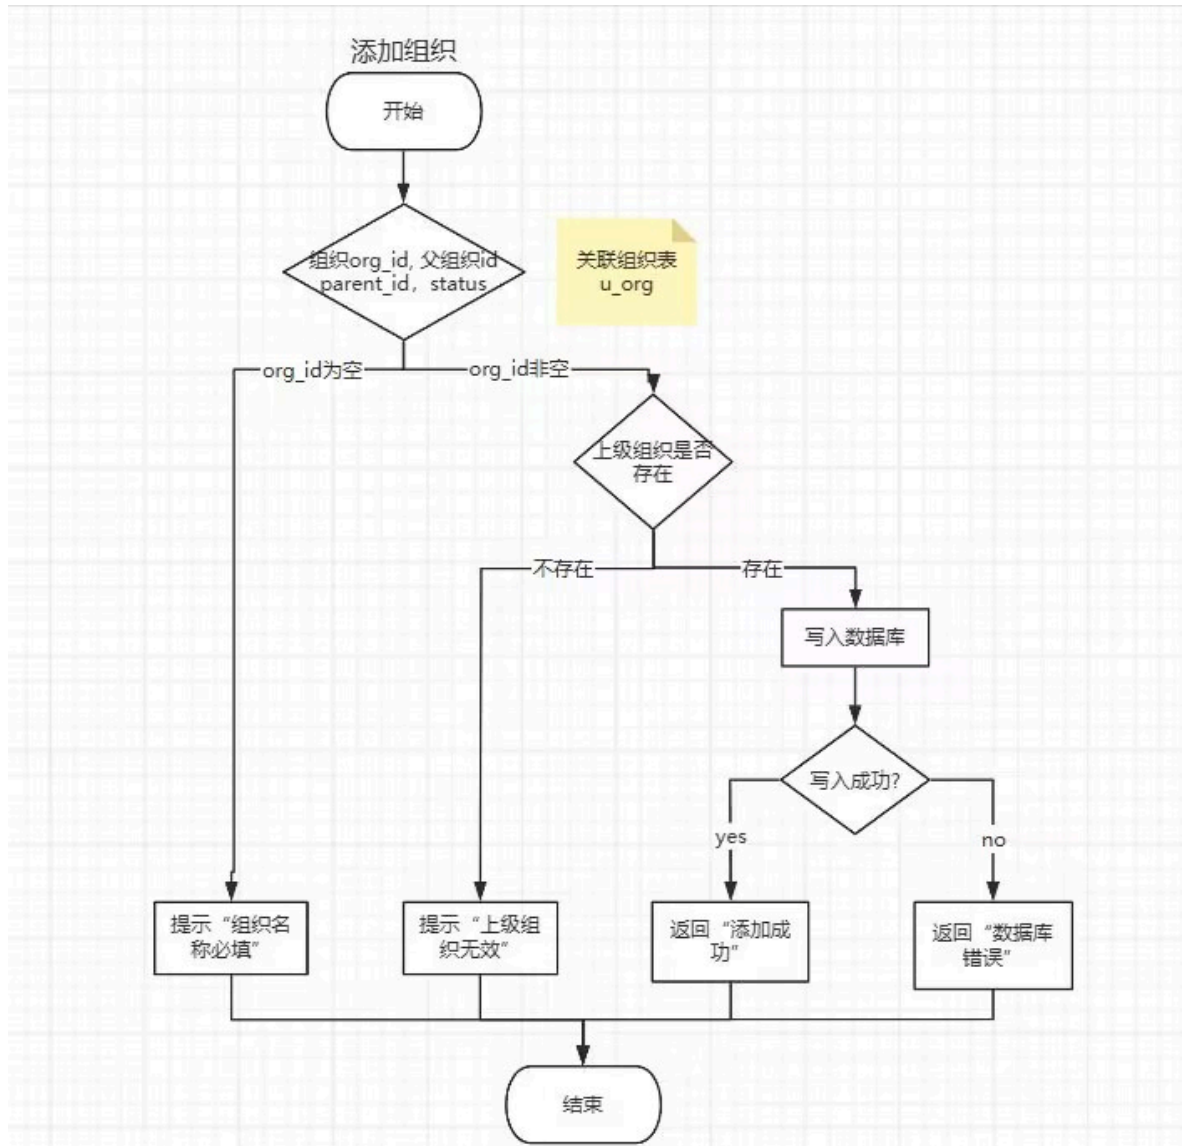 添加组织
开始
组织org_id, 父组织id
parent_id，status
关联组织表
u_org
org_id为空
org_id非空
上级组织是否
存在
不存在
存在
写入数据库
写入成功?
yes
no
提示“组织名
称必填”
提示“上级组
织无效”
返回“添加成
功”
返回“数据库
错误”
结束